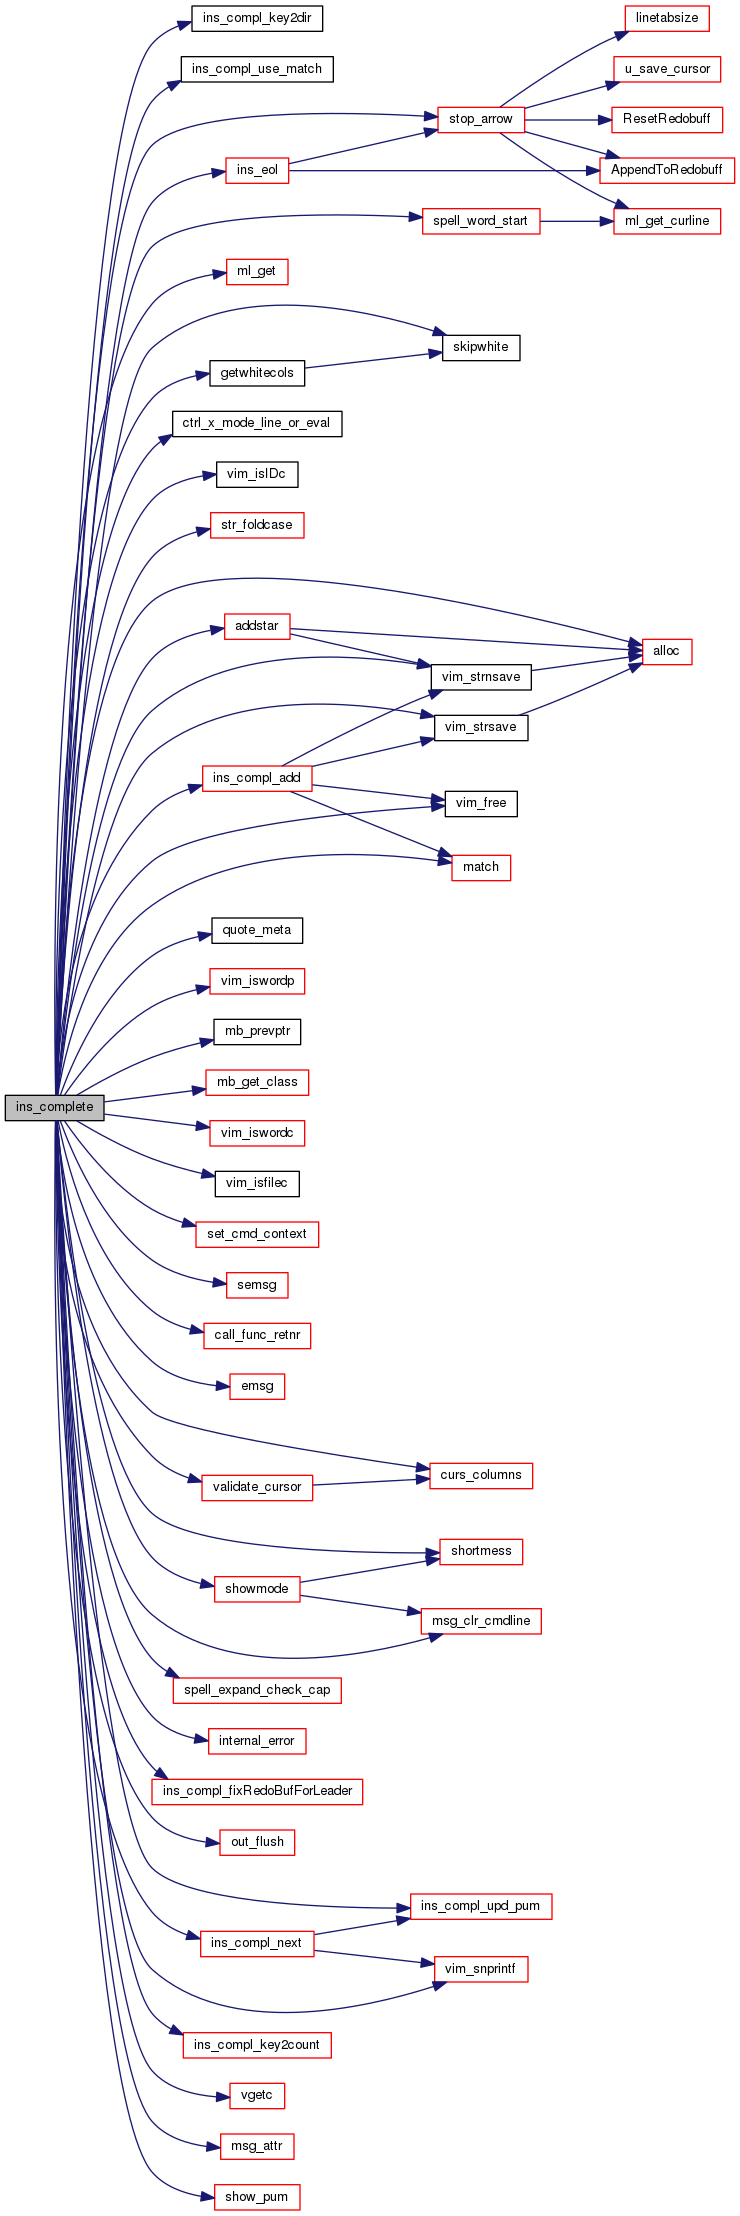 ins_compl_key2dir
linetabsize
ins_compl_use_match
u_save_cursor
stop_arrow
ResetRedobuff
ins_eol
AppendToRedobuff
spell_word_start
ml_get_curline
ml_get
skipwhite
getwhitecols
ctrl_x_mode_line_or_eval
vim_isIDc
str_foldcase
addstar
alloc
vim_strnsave
vim_strsave
ins_compl_add
vim_free
match
quote_meta
vim_iswordp
mb_prevptr
mb_get_class
ins_complete
vim_iswordc
vim_isfilec
set_cmd_context
semsg
call_func_retnr
emsg
curs_columns
validate_cursor
shortmess
showmode
msg_clr_cmdline
spell_expand_check_cap
internal_error
ins_compl_fixRedoBufForLeader
out_flush
ins_compl_upd_pum
ins_compl_next
vim_snprintf
ins_compl_key2count
vgetc
msg_attr
show_pum